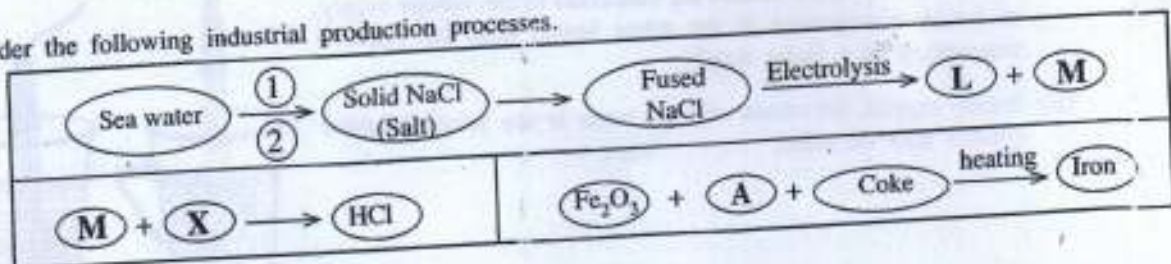 der the following industrial production processes.
Sea water ① ② Solid NaCl (Salt) Fused NaCl Electrolysis L + M
M + X HCl
Fe₂O₃ + A + Coke heating Iron